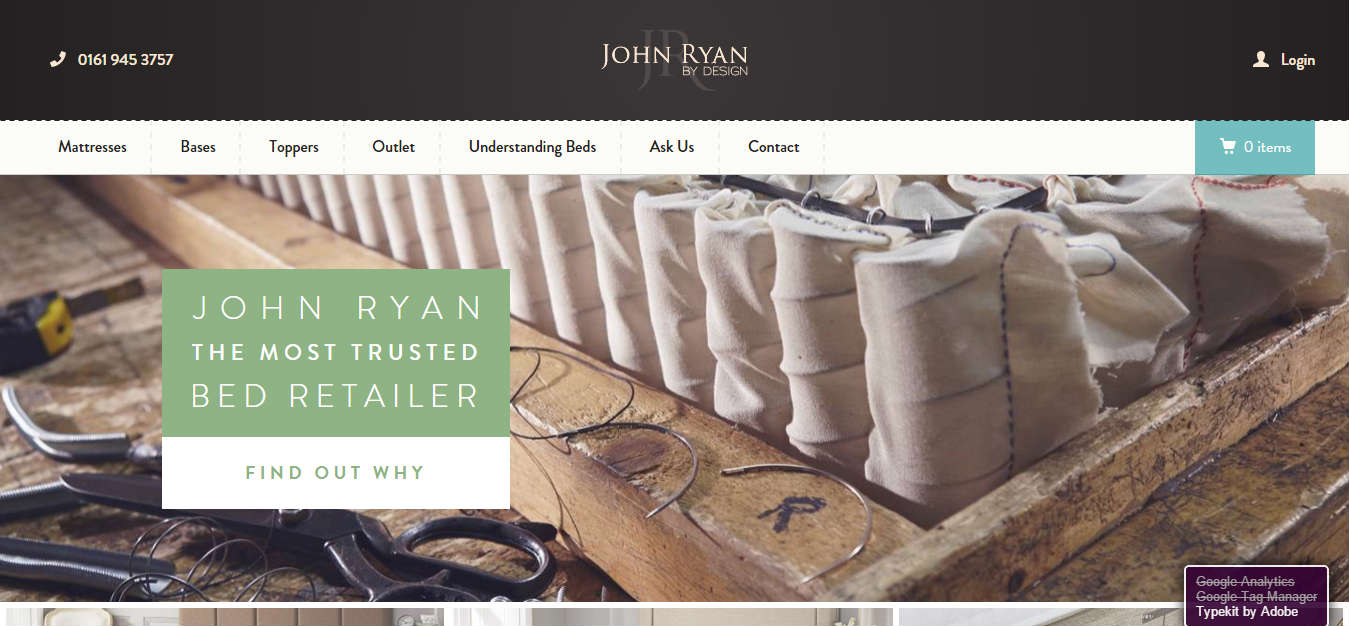 0161 945 3757
JOHN RYAN
BY DESIGN
Login
Mattresses
Bases
Toppers
Outlet
Understanding Beds
Ask Us
Contact
0 items
JOHN RYAN
THE MOST TRUSTED
BED RETAILER
FIND OUT WHY
R
Google Analytics
Google Tag Manager
Typekit by Adobe